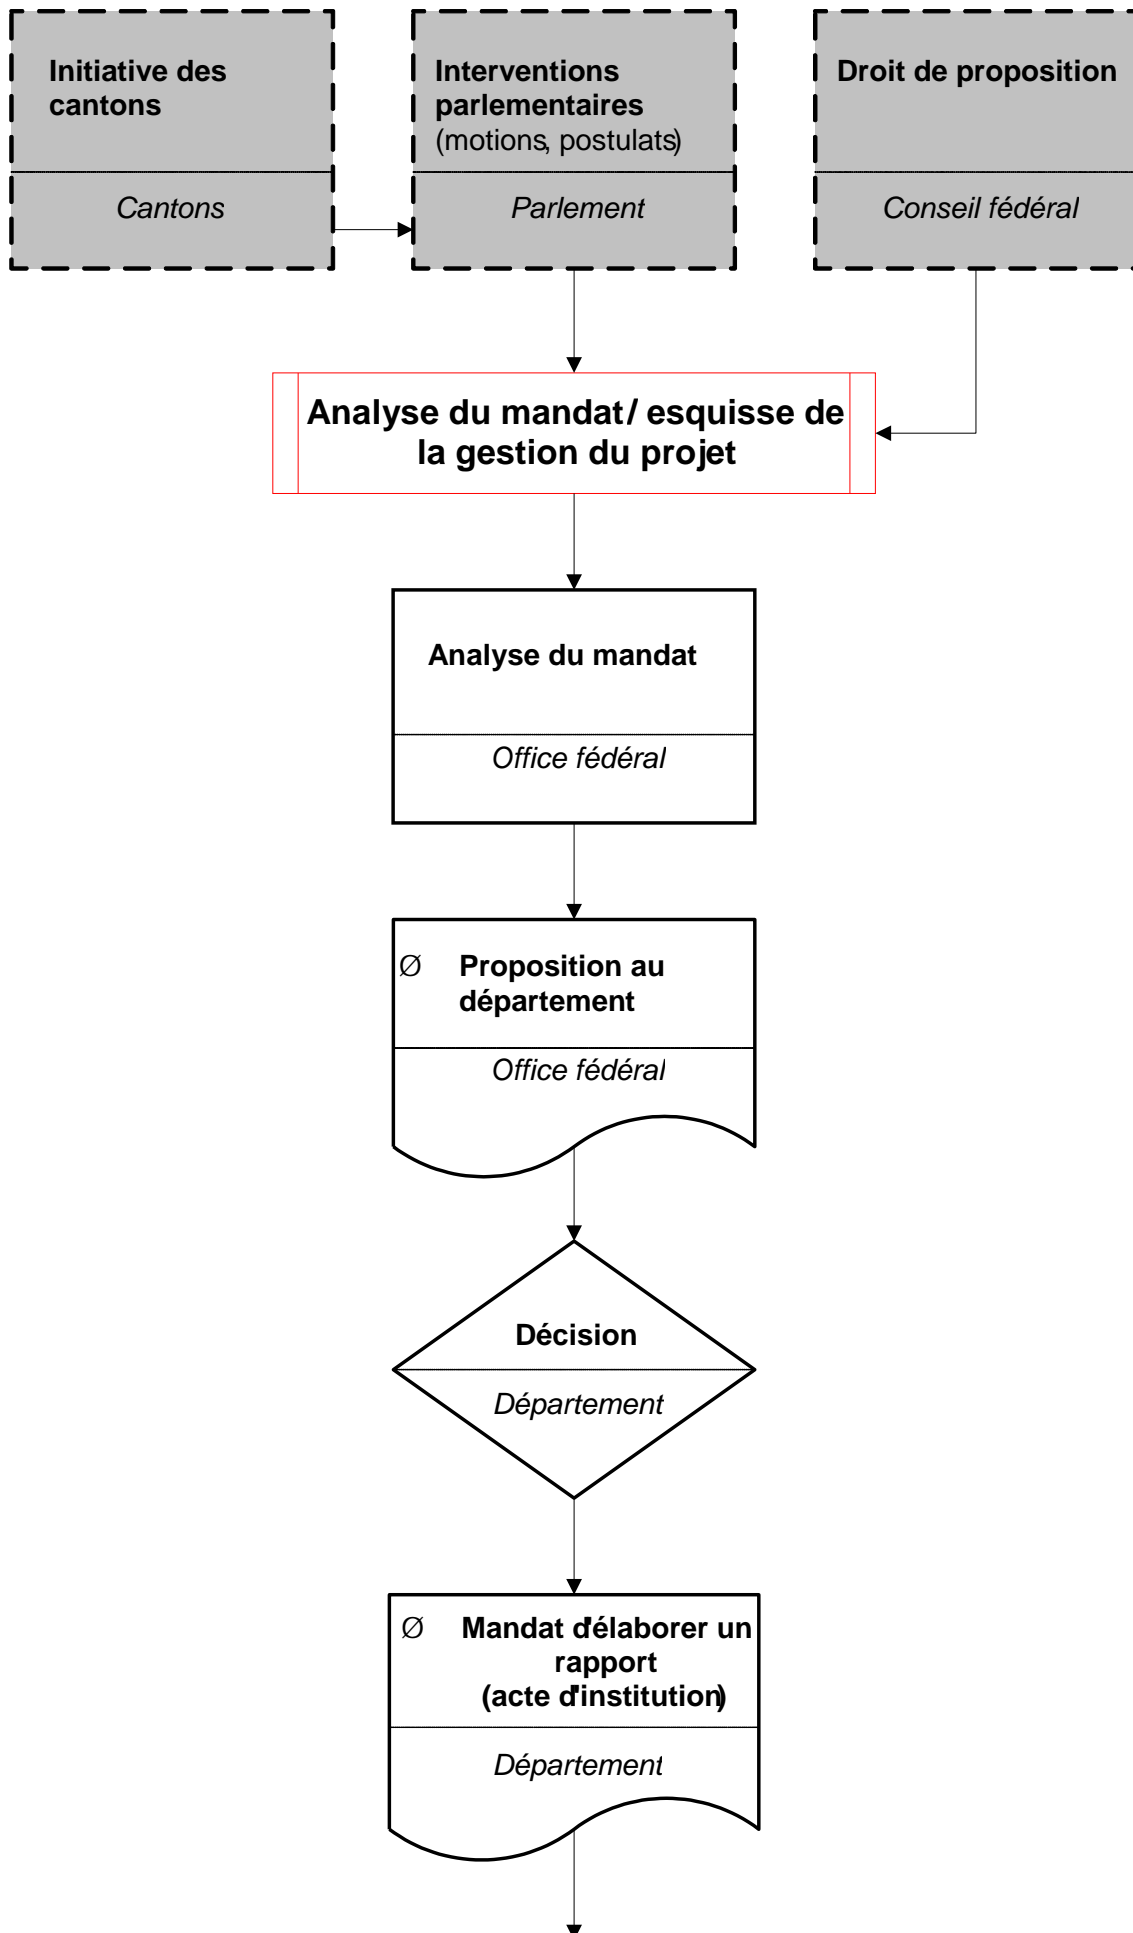 Initiative des
cantons
Cantons
Interventions
parlementaires
(motions, postulats)
Parlement
Droit de proposition
Conseil fédéral
Analyse du mandat/ esquisse de
la gestion du projet
Analyse du mandat
Office fédéral
Ø Proposition au
département
Office fédéral
Décision
Département
Ø Mandat d'élaborer un
rapport
(acte d'institution)
Département